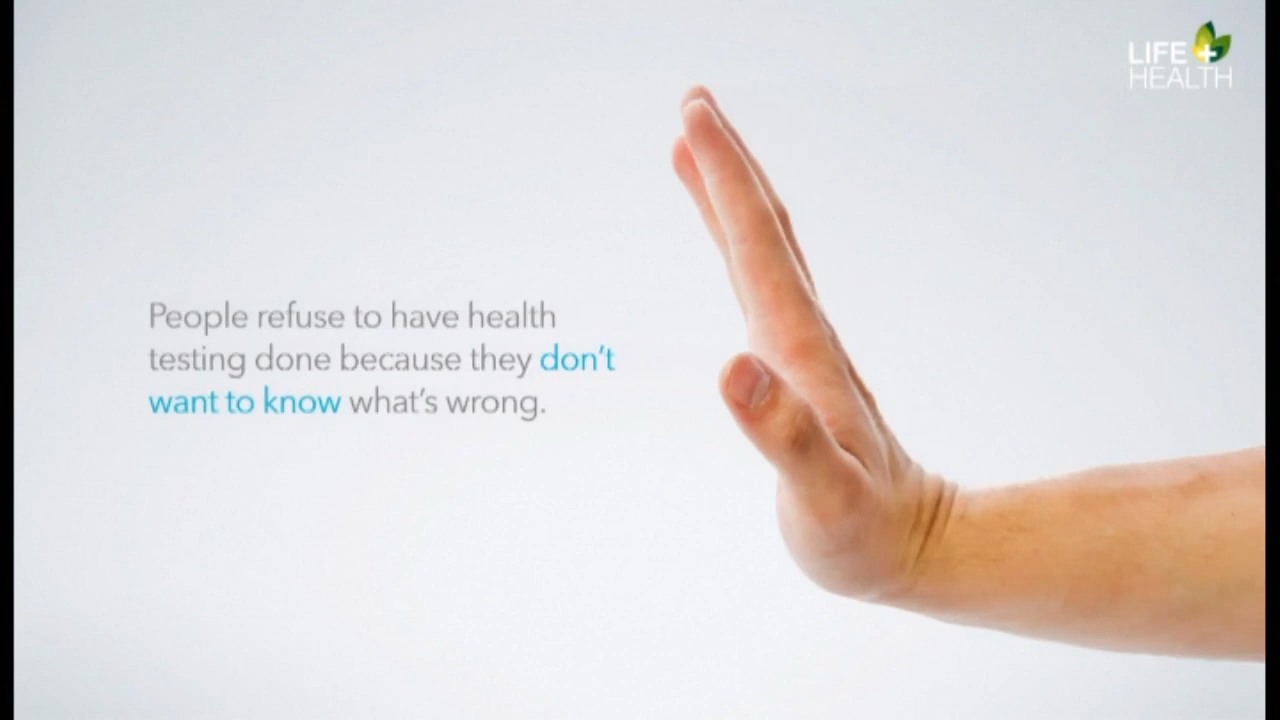 LIFE +
HEALTH
People refuse to have health
testing done because they don't
want to know what's wrong.